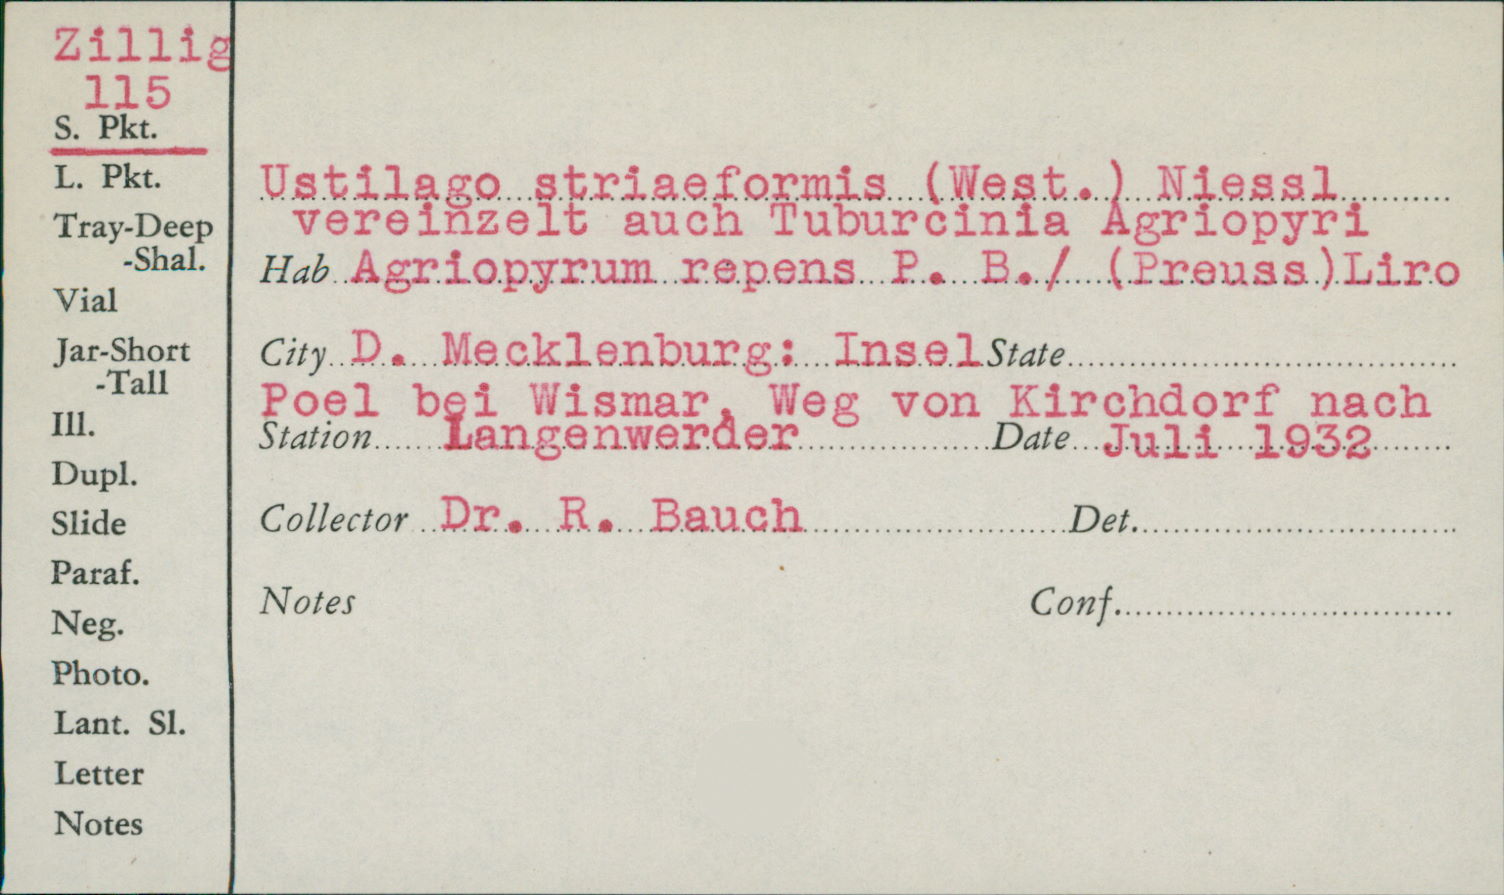 Zillig
115
S. Pkt.
L. Pkt.
Tray-Deep
-Shal.
Vial
Jar-Short
-Tall
Ill.
Dupl.
Slide
Paraf.
Neg.
Photo.
Lant. Sl.
Letter
Notes
Ustilago striaeformis (West.) Niessl
vereinzelt auch Tuburcinia Agriopyri
Hab Agriopyrum repens P. B./ (Preuss)Liro
City D. Mecklenburg: Insel State
Poel bei Wismar, Weg von Kirchdorf nach
Station Langenwerder Date Juli 1932
Collector Dr. R. Bauch Det.
Notes Conf.